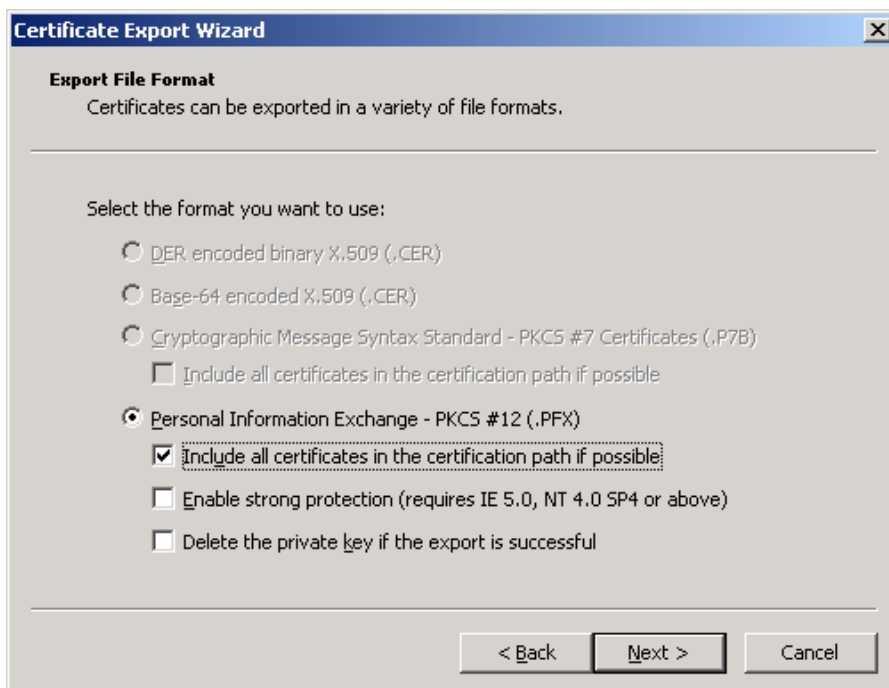 Certificate Export Wizard
Export File Format
Certificates can be exported in a variety of file formats.
Select the format you want to use:
DER encoded binary X.509 (.CER)
Base-64 encoded X.509 (.CER)
Cryptographic Message Syntax Standard - PKCS #7 Certificates (.P7B)
Include all certificates in the certification path if possible
Personal Information Exchange - PKCS #12 (.PFX)
Include all certificates in the certification path if possible
Enable strong protection (requires IE 5.0, NT 4.0 SP4 or above)
Delete the private key if the export is successful
< Back Next > Cancel